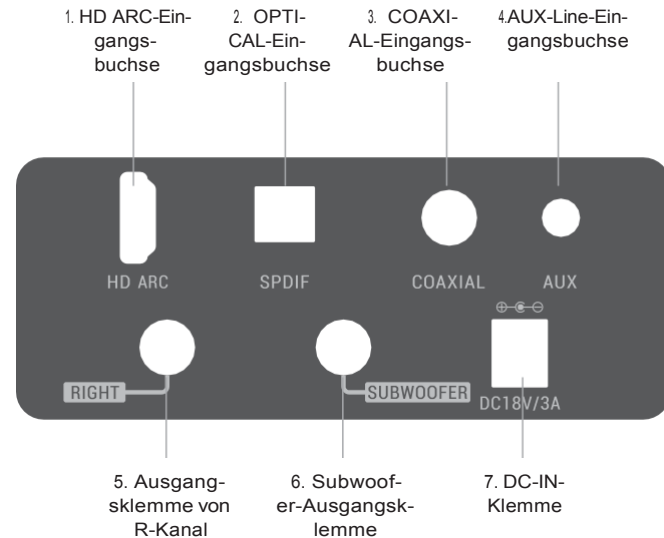 1. HD ARC-Ein-
gangs-
buchse
2. OPTI-
CAL-Ein-
gangsbuchse
3. COAXI-
AL-Eingangs-
buchse
4.AUX-Line-Ein-
gangsbuchse
HD ARC
SPDIF
COAXIAL
AUX
RIGHT
SUBWOOFER
DC18V/3A
5. Ausgang-
sklemme von
R-Kanal
6. Subwoof-
er-Ausgangsk-
lemme
7. DC-IN-
Klemme